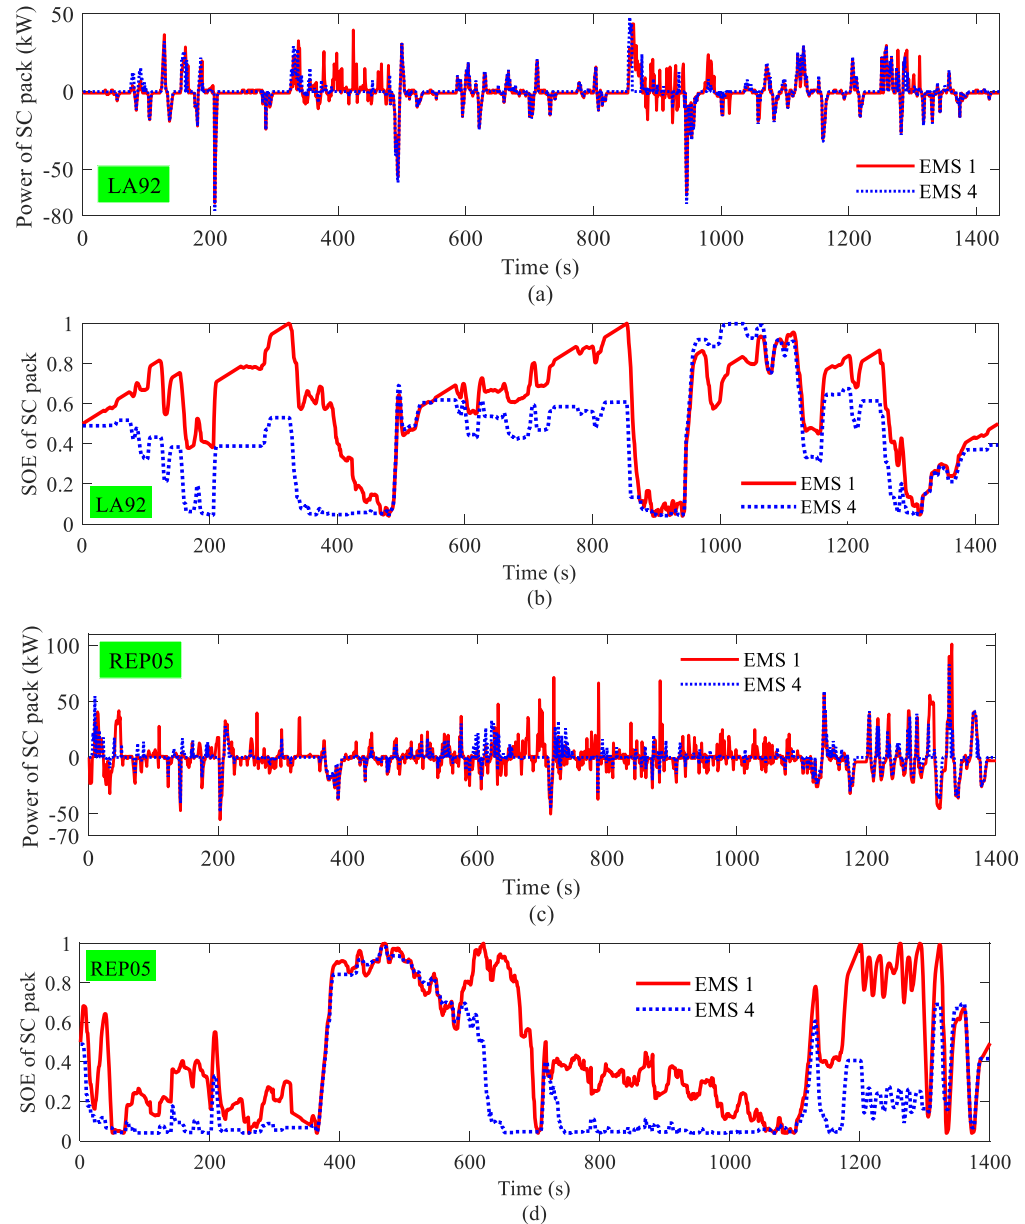 Power of SC pack (kW)
50
0
-50
-80
LA92
EMS 1
EMS 4
0 200 400 600 800 1000 1200 1400
Time (s)
(a)
SOE of SC pack
1
0.8
0.6
0.4
0.2
0
LA92
EMS 1
EMS 4
0 200 400 600 800 1000 1200 1400
Time (s)
(b)
Power of SC pack (kW)
100
50
0
-50
-70
REP05
EMS 1
EMS 4
0 200 400 600 800 1000 1200 1400
Time (s)
(c)
SOE of SC pack
1
0.8
0.6
0.4
0.2
0
REP05
EMS 1
EMS 4
0 200 400 600 800 1000 1200 1400
Time (s)
(d)